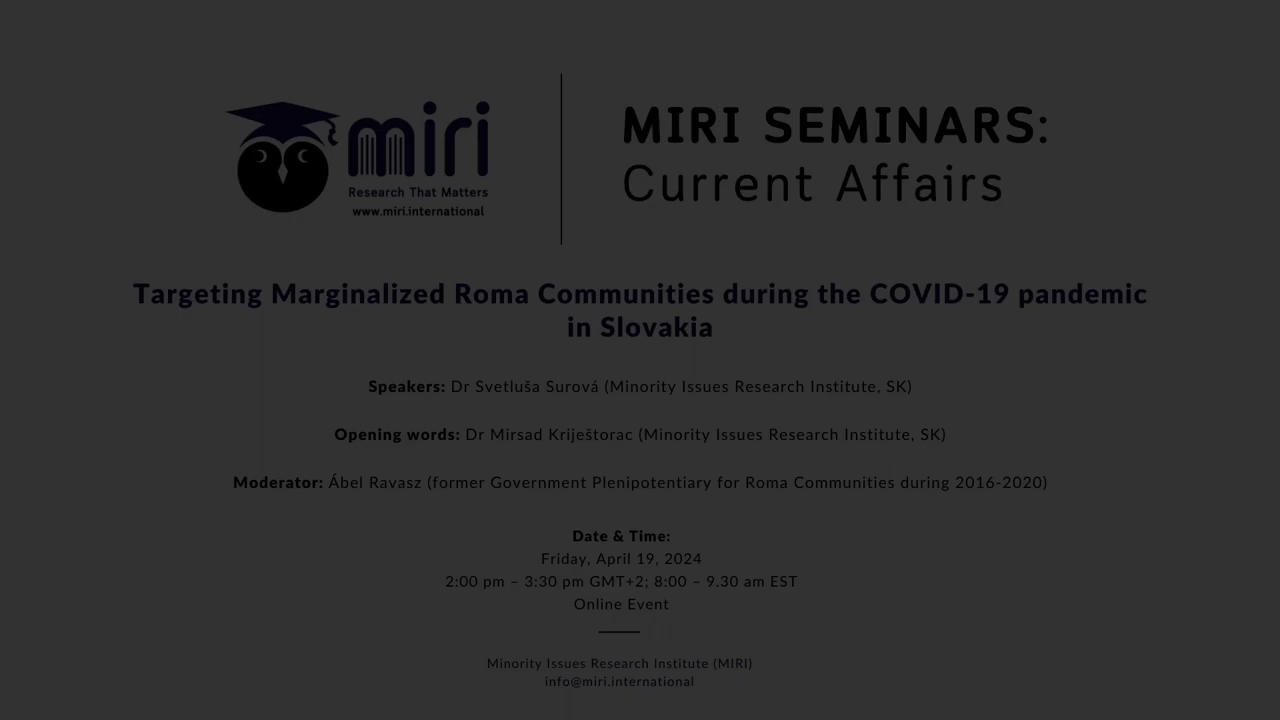 miri
Research That Matters
www.miri.international
MIRI SEMINARS:
Current Affairs
Targeting Marginalized Roma Communities during the COVID-19 pandemic
in Slovakia
Speakers: Dr Svetluša Surová (Minority Issues Research Institute, SK)
Opening words: Dr Mirsad Kriještorac (Minority Issues Research Institute, SK)
Moderator: Ábel Ravasz (former Government Plenipotentiary for Roma Communities during 2016-2020)
Date & Time:
Friday, April 19, 2024
2:00 pm – 3:30 pm GMT+2; 8:00 – 9.30 am EST
Online Event
Minority Issues Research Institute (MIRI)
info@miri.international